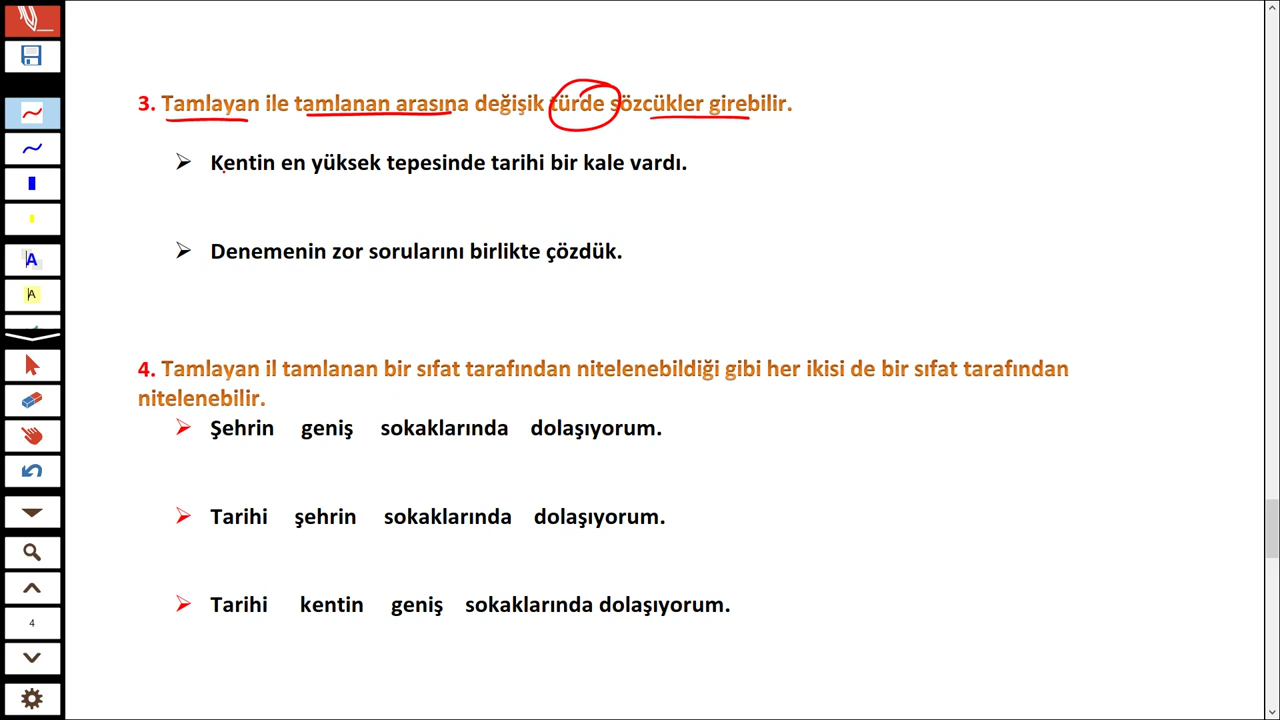 3. Tamlayan ile tamlanan arasına değişik türde sözcükler girebilir.
Kentin en yüksek tepesinde tarihi bir kale vardı.
Denemenin zor sorularını birlikte çözdük.
4. Tamlayan il tamlanan bir sıfat tarafından nitelenebildiği gibi her ikisi de bir sıfat tarafından
nitelenebilir.
Şehrin geniş sokaklarında dolaşıyorum.
Tarihi şehrin sokaklarında dolaşıyorum.
Tarihi kentin geniş sokaklarında dolaşıyorum.
A
A
4